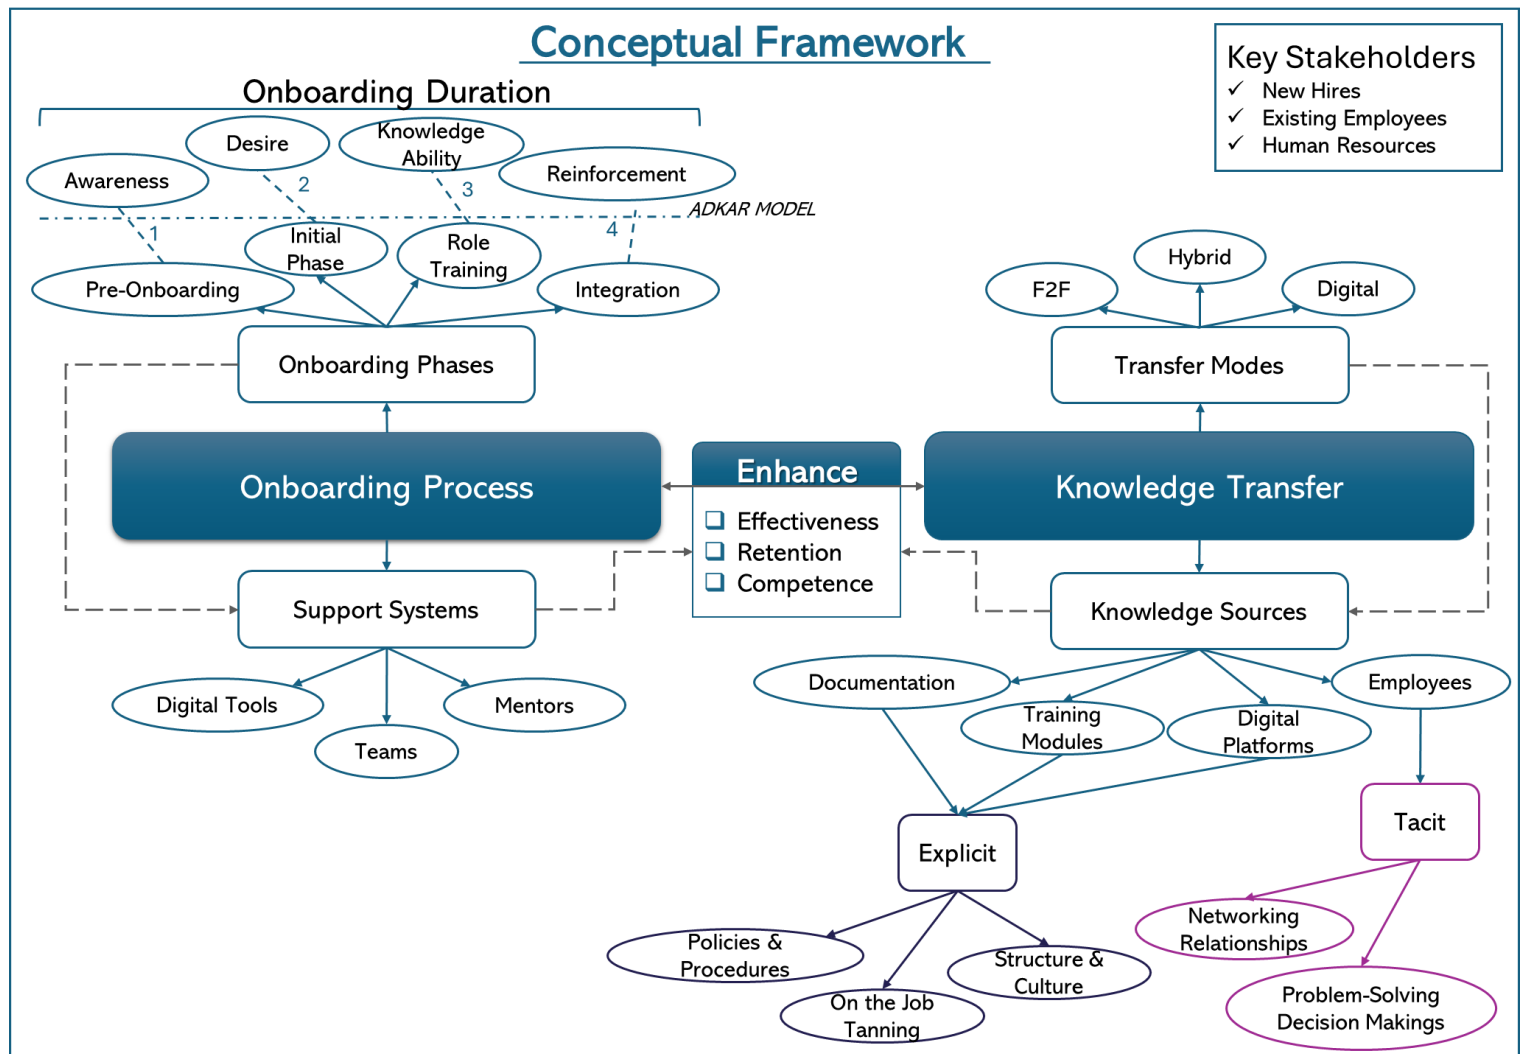 Conceptual Framework
Key Stakeholders
✓ New Hires
✓ Existing Employees
✓ Human Resources
Onboarding Duration
Awareness
Desire
Knowledge
Ability
Reinforcement
1
2
3
4
ADKAR MODEL
Pre-Onboarding
Initial
Phase
Role
Training
Integration
Onboarding Phases
F2F
Hybrid
Digital
Transfer Modes
Onboarding Process
Enhance
❑ Effectiveness
❑ Retention
❑ Competence
Knowledge Transfer
Support Systems
Digital Tools
Teams
Mentors
Knowledge Sources
Documentation
Training
Modules
Digital
Platforms
Employees
Explicit
Tacit
Policies &
Procedures
On the Job
Tanning
Structure &
Culture
Networking
Relationships
Problem-Solving
Decision Makings